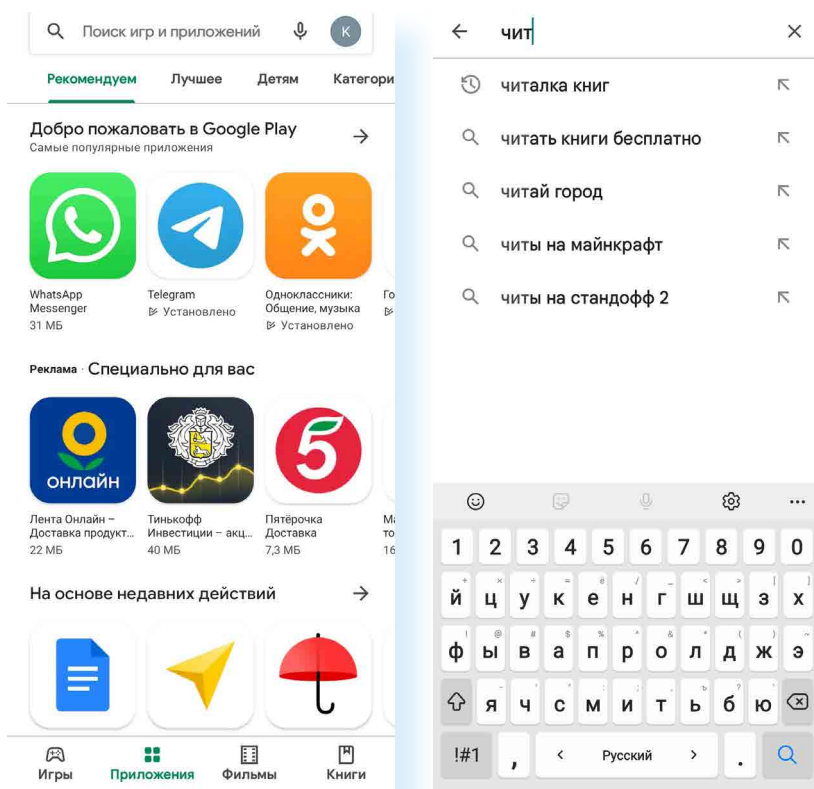 Поиск игр и приложений
K
Рекомендуем Лучшее Детям Категори
Добро пожаловать в Google Play
Самые популярные приложения
WhatsApp Messenger
31 МБ
Telegram
Установлено
Одноклассники: Общение, музыка
Установлено
Го
Реклама · Специально для вас
онлайн
5
Лента Онлайн – Доставка продукт...
22 МБ
Тинькофф Инвестиции – акц...
40 МБ
Пятёрочка Доставка
7,3 МБ
то
16
На основе недавних действий
Игры Приложения Фильмы Книги
чит
читалка книг
читать книги бесплатно
читай город
читы на майнкрафт
читы на стандофф 2
1 2 3 4 5 6 7 8 9 0
й ц у к е н г ш щ з х
ф ы в а п р о л д ж э
я ч с м и т ь б ю
!#1 , < Русский > .